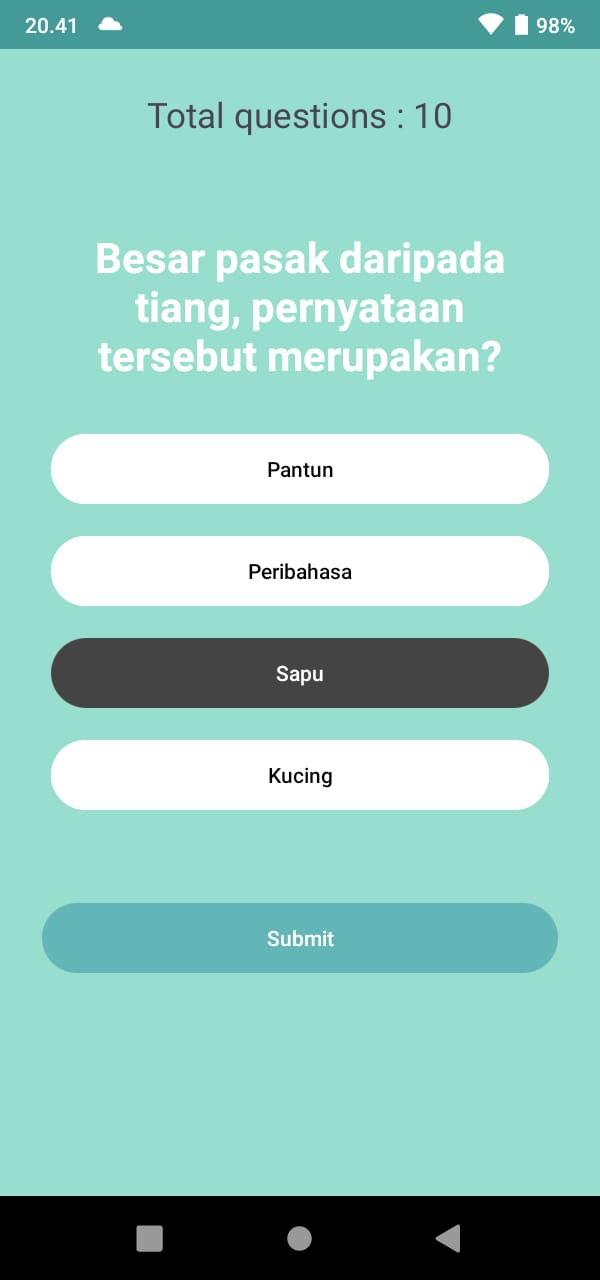 20.41
98%
Total questions : 10
Besar pasak daripada
tiang, pernyataan
tersebut merupakan?
Pantun
Peribahasa
Sapu
Kucing
Submit